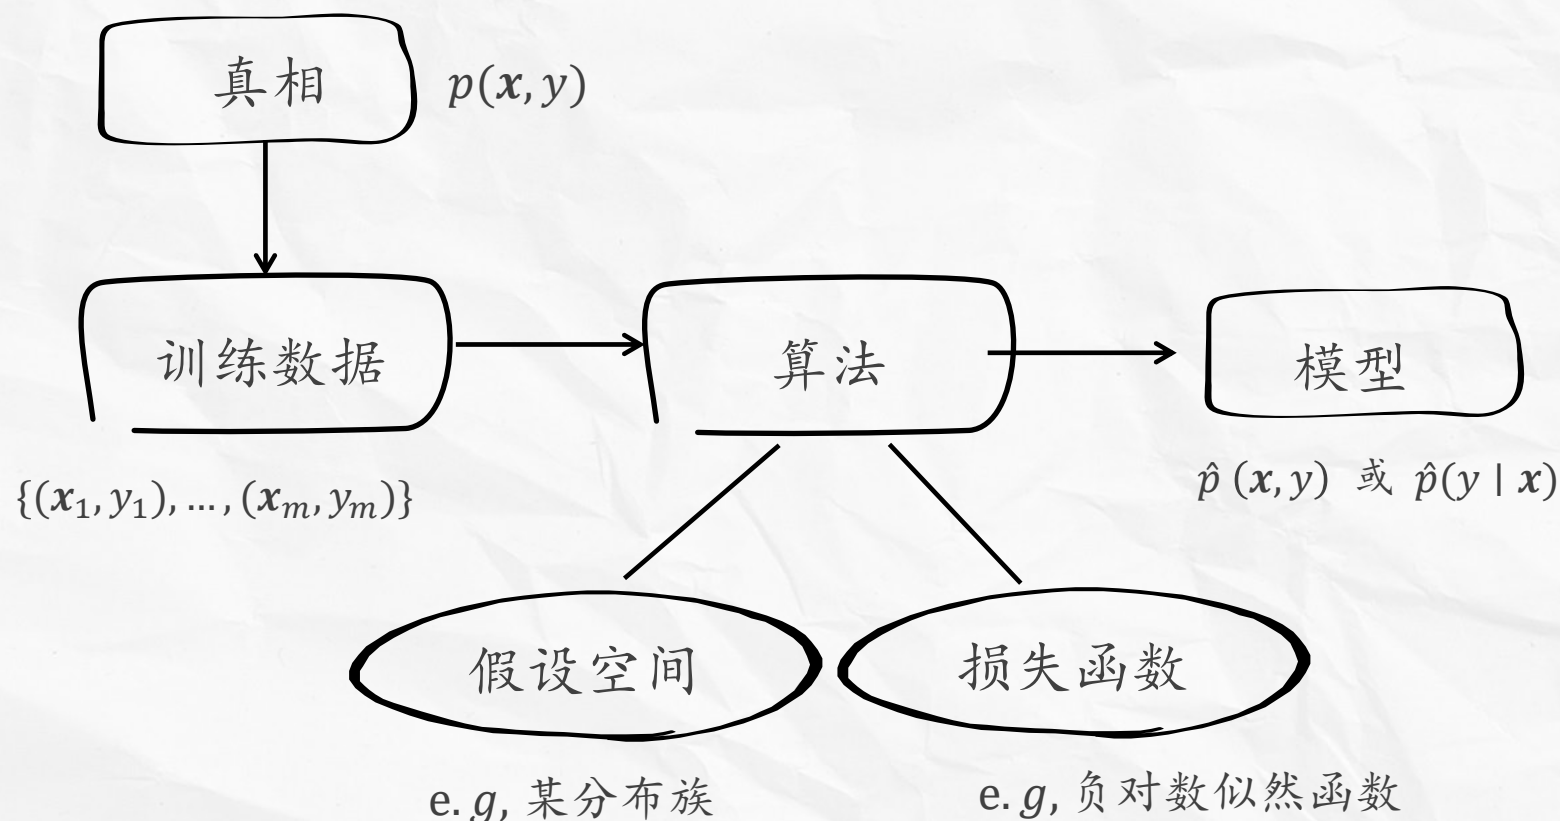 真相
p(x, y)
训练数据
算法
模型
{(x₁, y₁), … , (xₘ, yₘ)}
p̂ (x, y) 或 p̂(y | x)
假设空间
损失函数
e. g, 某分布族
e. g, 负对数似然函数